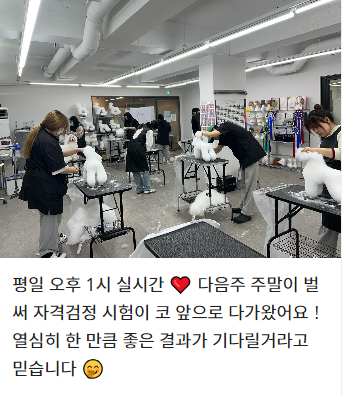 평일 오후 1시 실시간 ❤️ 다음주 주말이 벌
써 자격검정 시험이 코 앞으로 다가왔어요 !
열심히 한 만큼 좋은 결과가 기다릴거라고
믿습니다 🤭